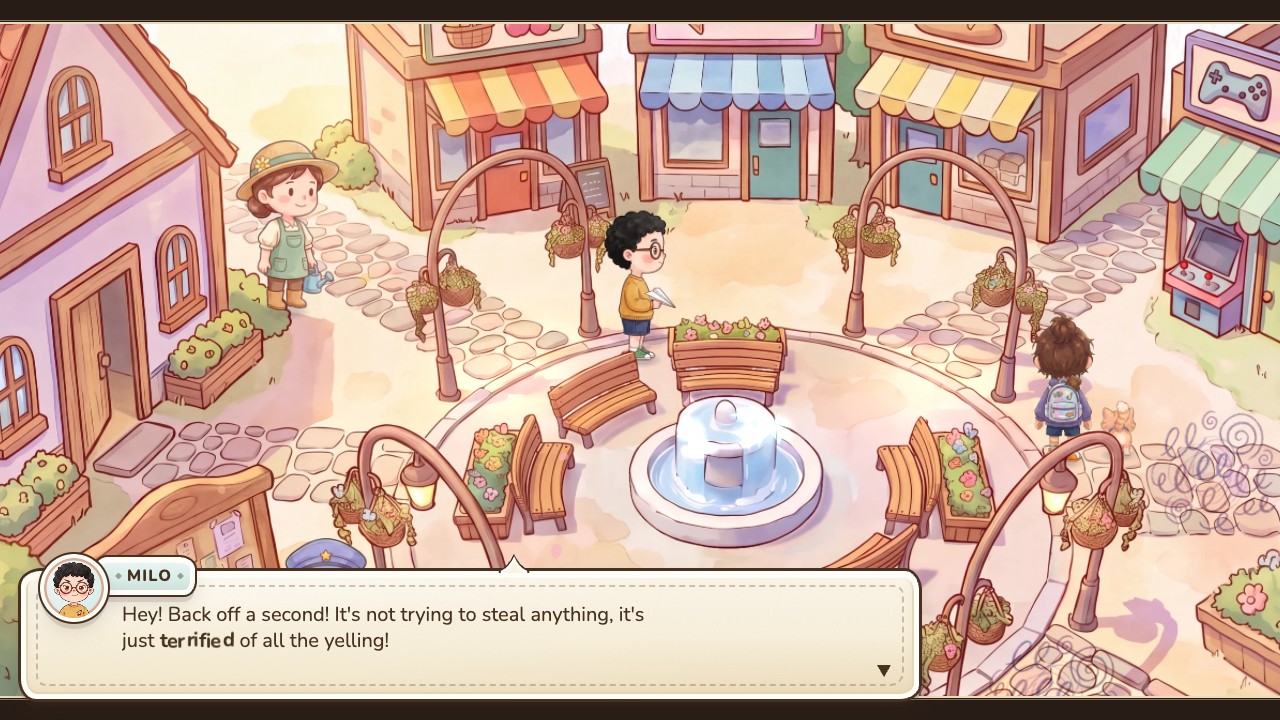 MILO
Hey! Back off a second! It's not trying to steal anything, it's
just terrified of all the yelling!